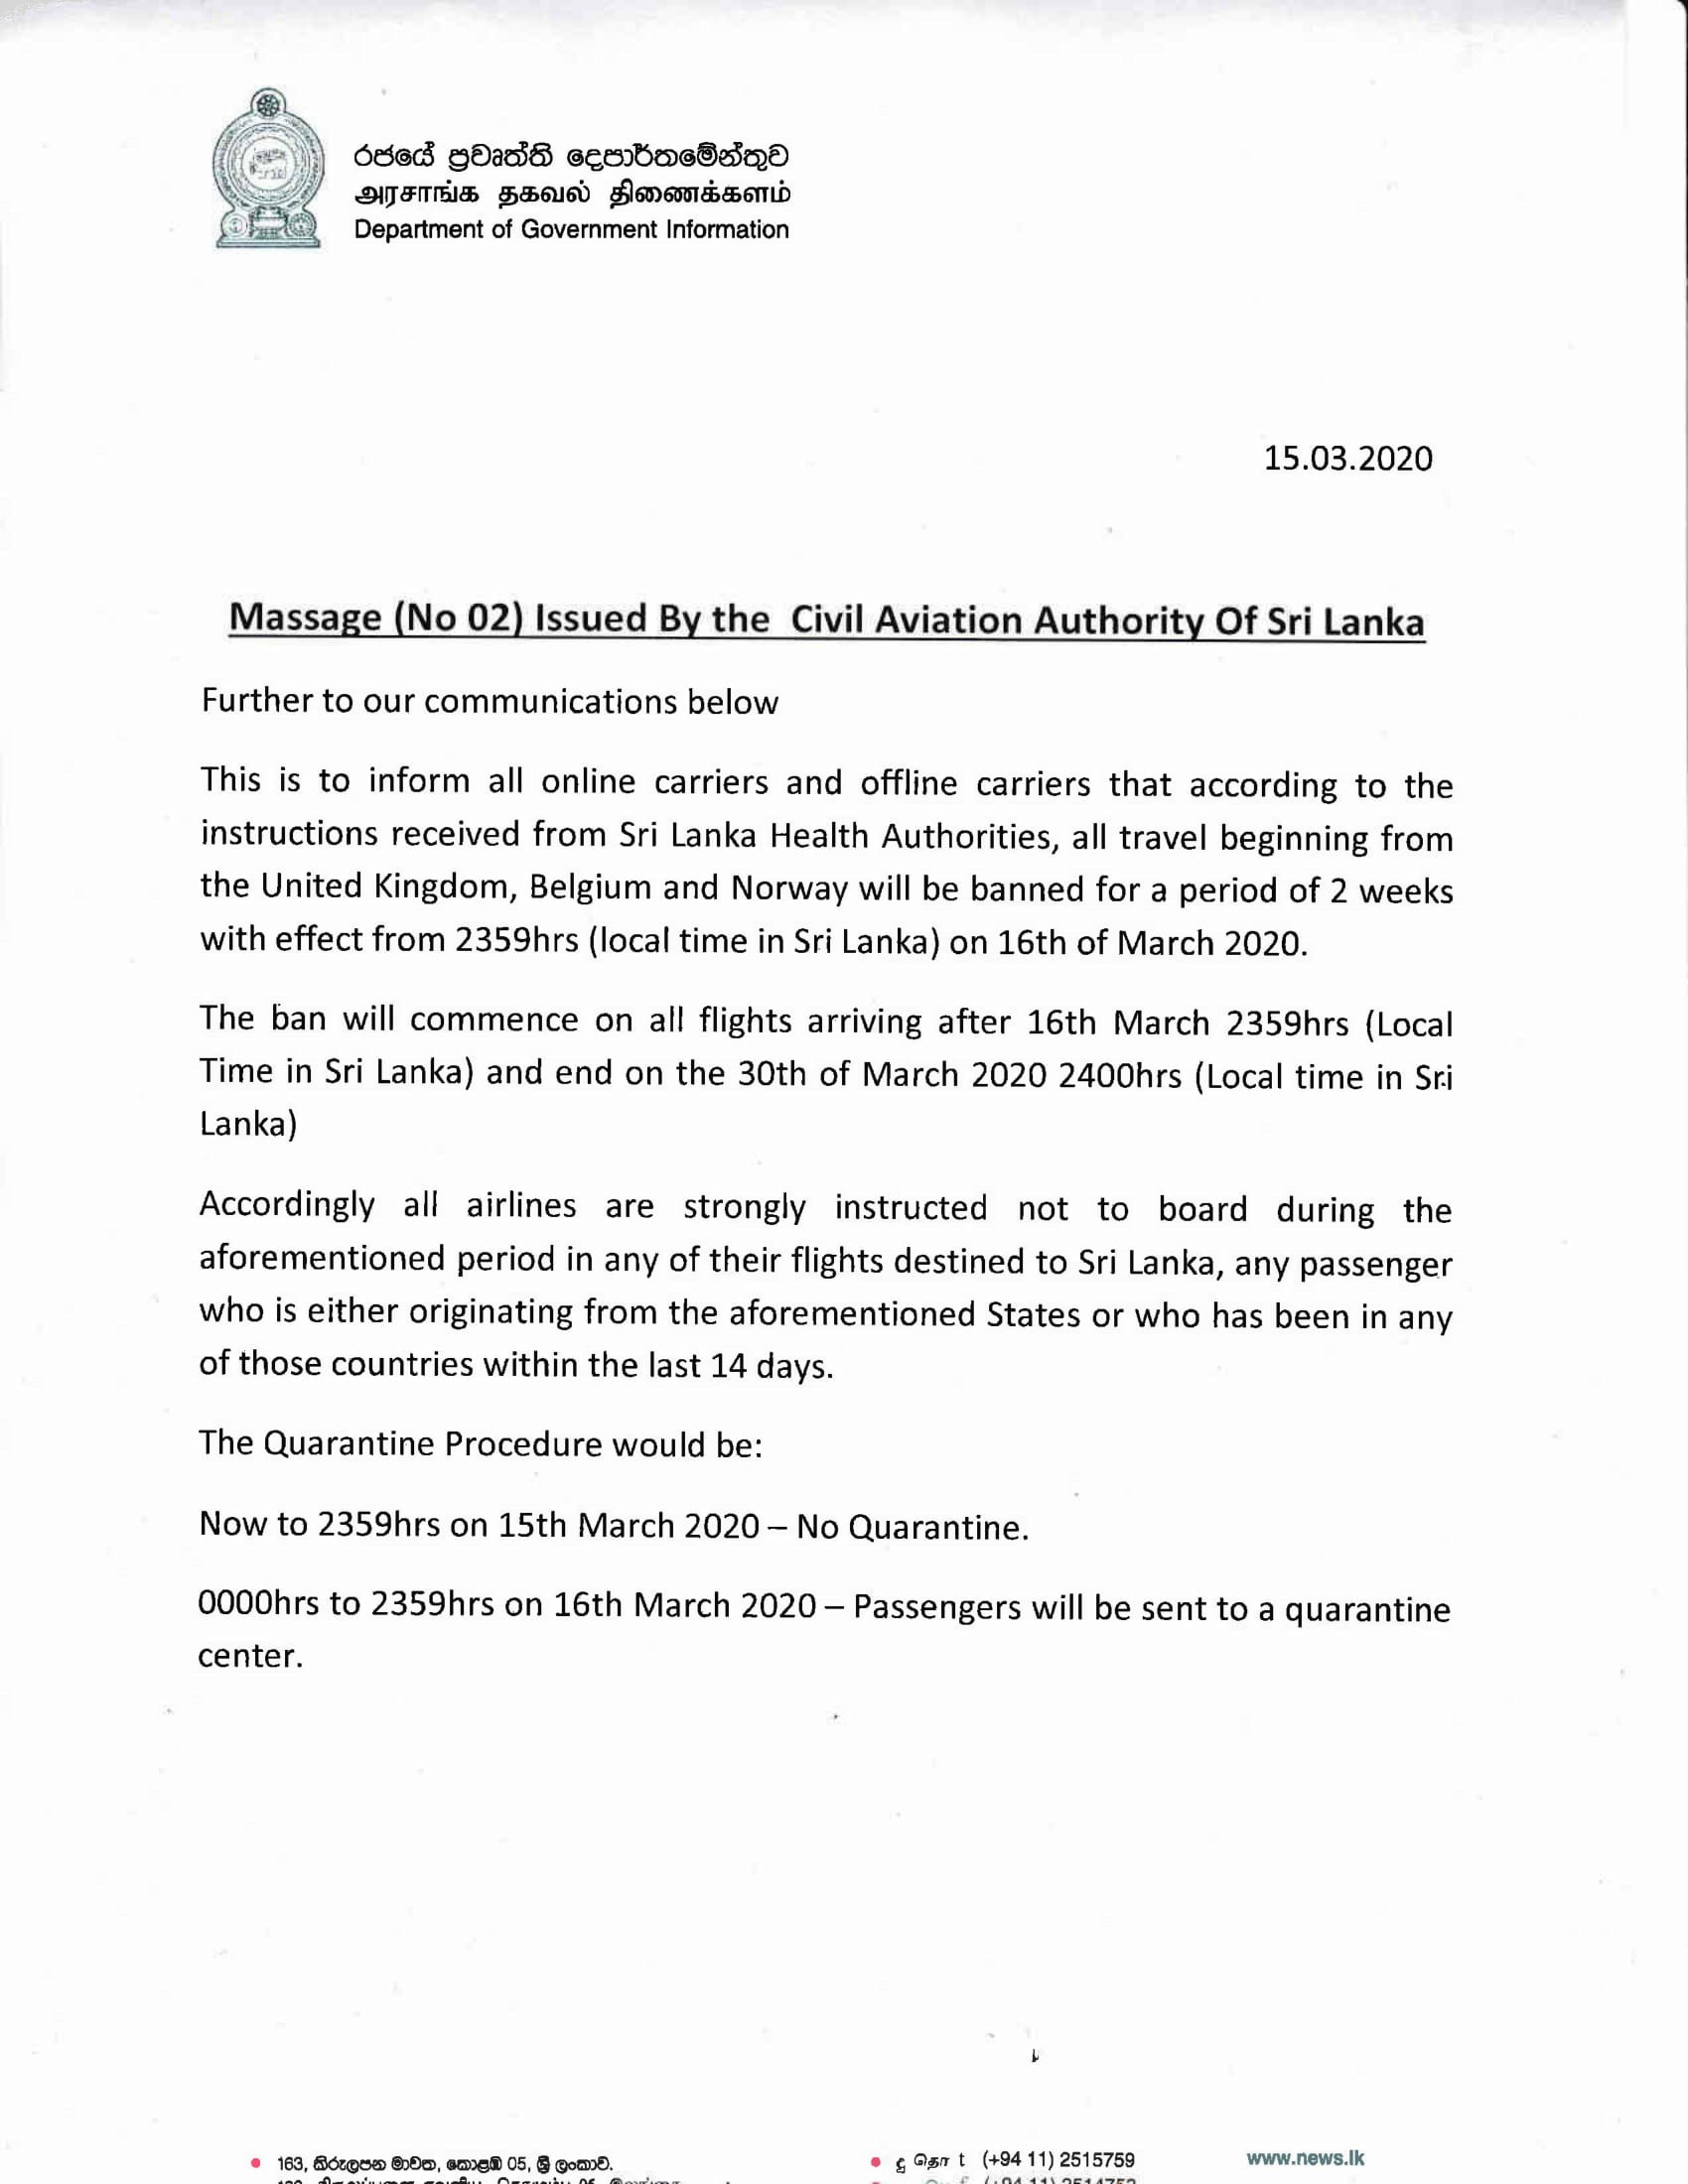 රජයේ ප්‍රවෘත්ති දෙපාර්තමේන්තුව
அரசாங்க தகவல் திணைக்களம்
Department of Government Information
15.03.2020
Massage (No 02) Issued By the Civil Aviation Authority Of Sri Lanka
Further to our communications below
This is to inform all online carriers and offline carriers that according to the
instructions received from Sri Lanka Health Authorities, all travel beginning from
the United Kingdom, Belgium and Norway will be banned for a period of 2 weeks
with effect from 2359hrs (local time in Sri Lanka) on 16th of March 2020.
The ban will commence on all flights arriving after 16th March 2359hrs (Local
Time in Sri Lanka) and end on the 30th of March 2020 2400hrs (Local time in Sri
Lanka)
Accordingly all airlines are strongly instructed not to board during the
aforementioned period in any of their flights destined to Sri Lanka, any passenger
who is either originating from the aforementioned States or who has been in any
of those countries within the last 14 days.
The Quarantine Procedure would be:
Now to 2359hrs on 15th March 2020 – No Quarantine.
0000hrs to 2359hrs on 16th March 2020 – Passengers will be sent to a quarantine
center.
163, කිරුලපන මාවත, කොළඹ 05, ශ්‍රී ලංකාව.
දු தொ t (+94 11) 2515759
www.news.lk